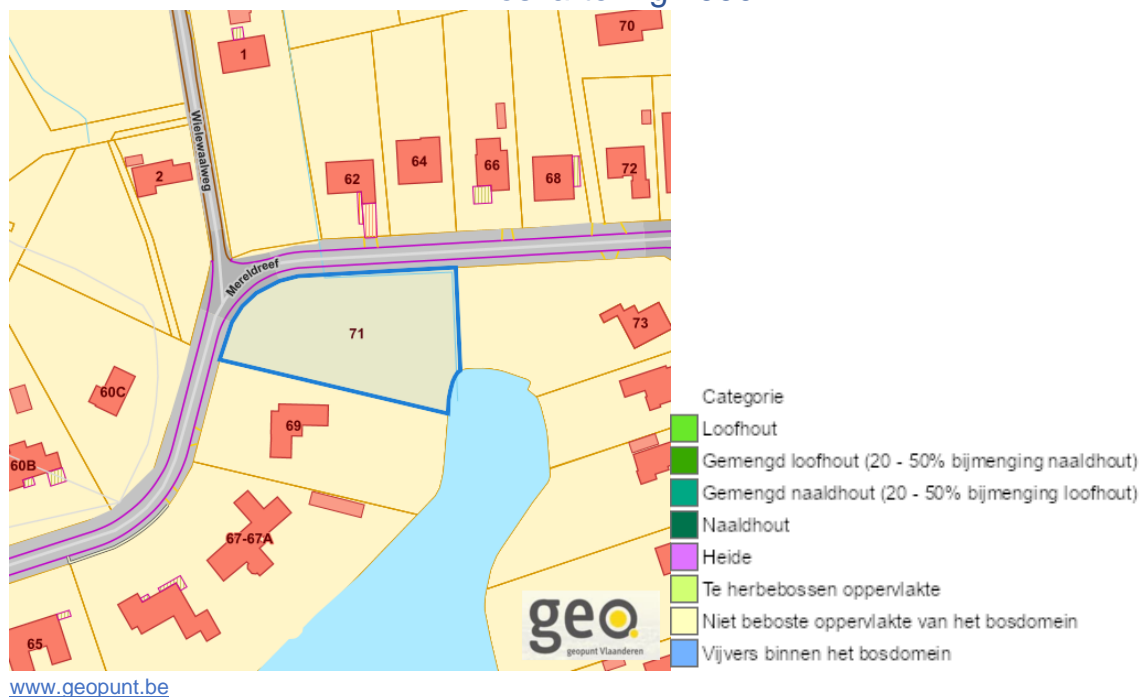 70
1
Wielewaalweg
2
62
64
66
68
72
Mereldreef
71
73
60C
69
60B
67-67A
65
geo.
geopunt Vlaanderen
Categorie
Loofhout
Gemengd loofhout (20 - 50% bijmenging naaldhout)
Gemengd naaldhout (20 - 50% bijmenging loofhout)
Naaldhout
Heide
Te herbebossen oppervlakte
Niet beboste oppervlakte van het bosdomein
Vijvers binnen het bosdomein
www.geopunt.be